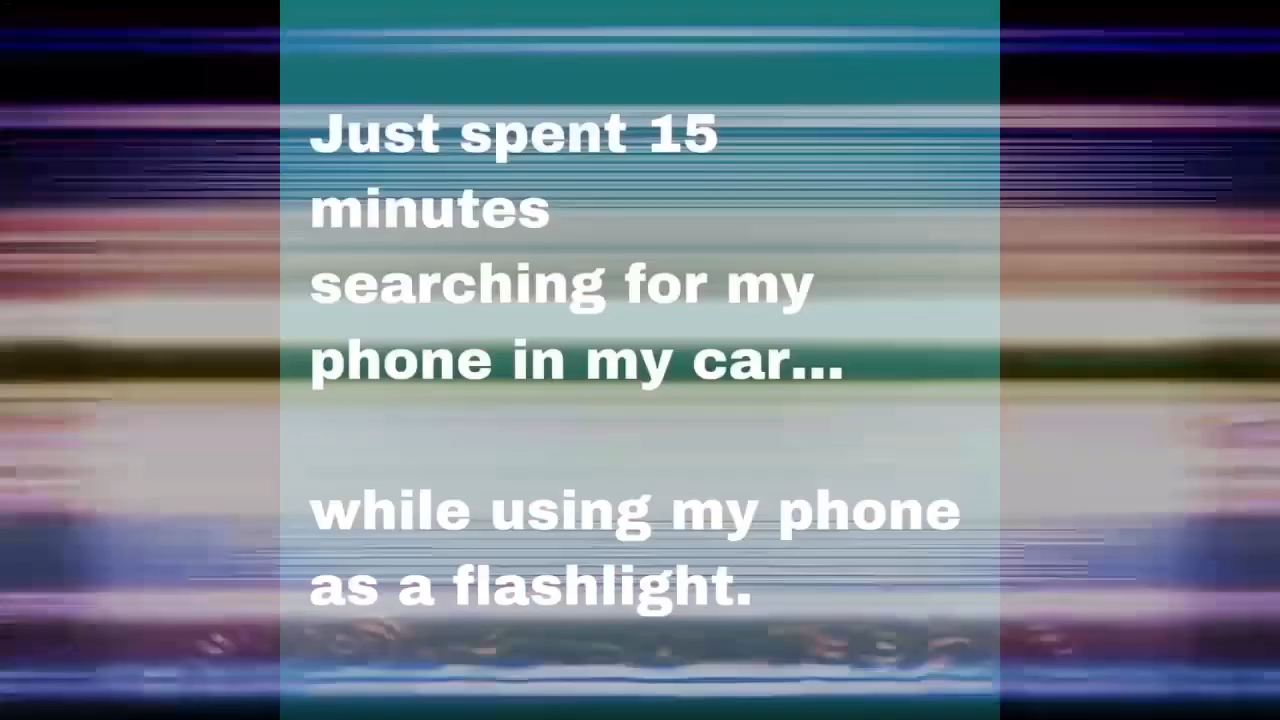 Just spent 15
minutes
searching for my
phone in my car...
while using my phone
as a flashlight.